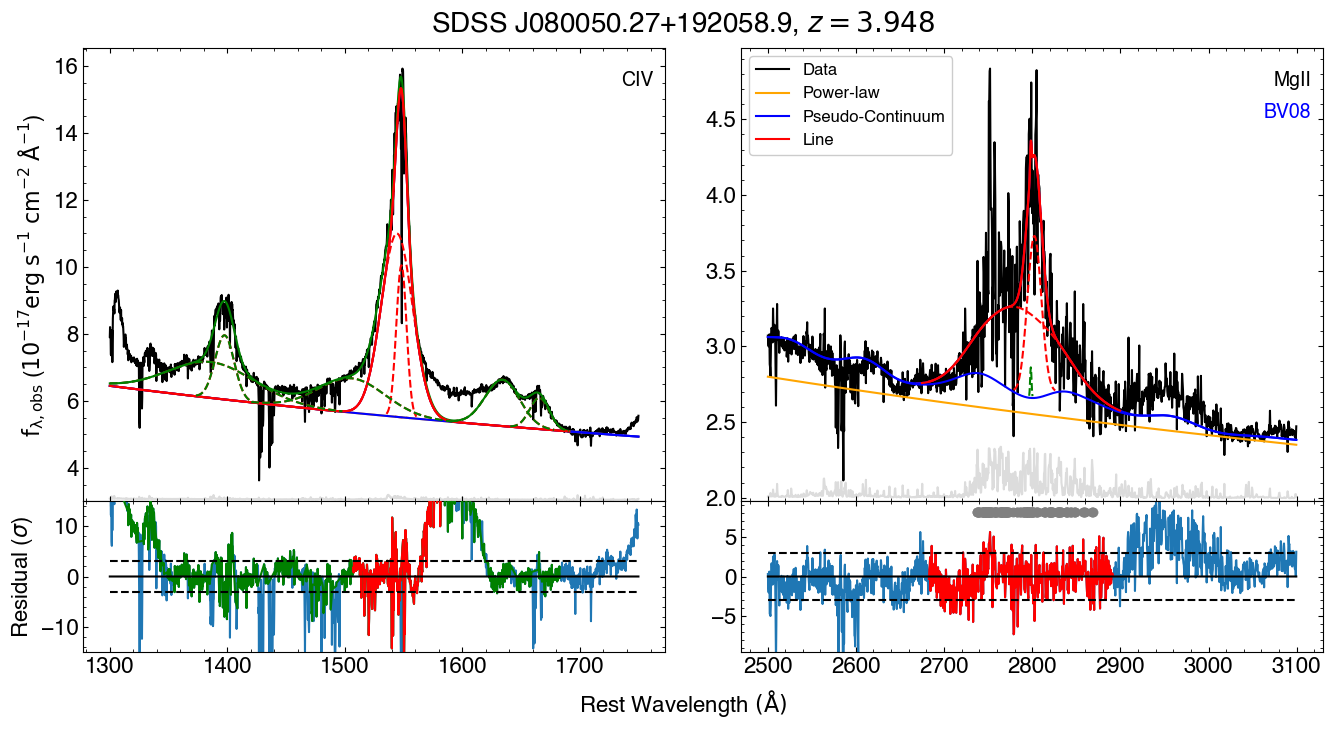 SDSS J080050.27+192058.9, z = 3.948
CIV
16
14
12
10
8
6
4
f_{λ, obs} (10^{−17}erg s^{−1} cm^{−2} Å^{−1})
Data
Power-law
Pseudo-Continuum
Line
MgII
BV08
4.5
4.0
3.5
3.0
2.5
2.0
10
0
−10
Residual (σ)
5
0
−5
1300 1400 1500 1600 1700
2500 2600 2700 2800 2900 3000 3100
Rest Wavelength (Å)